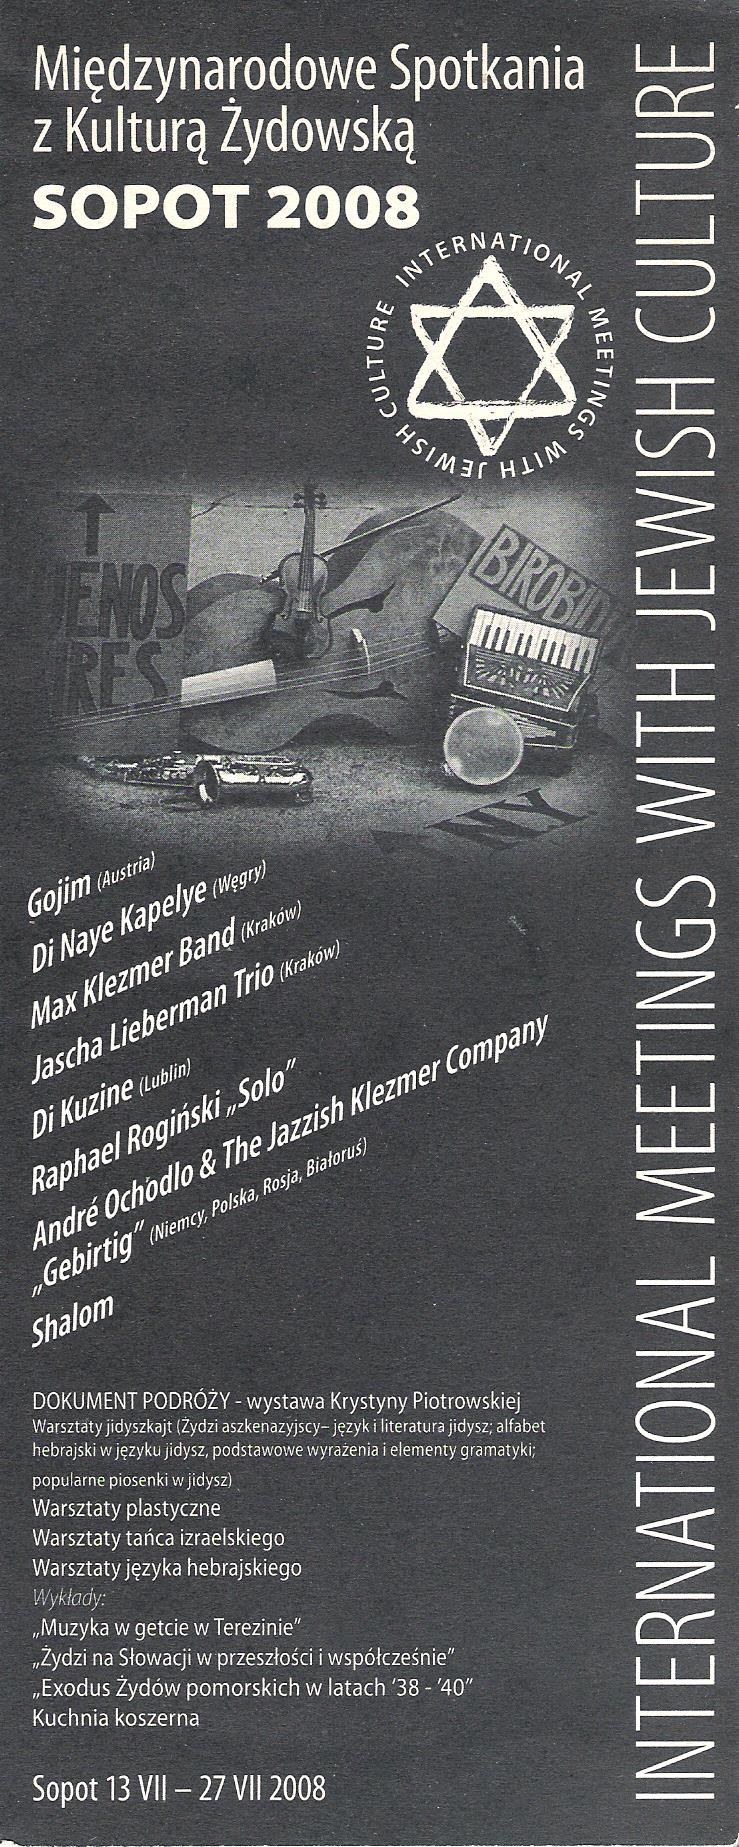 Międzynarodowe Spotkania
z Kulturą Żydowską
SOPOT 2008
INTERNATIONAL MEETINGS WITH JEWISH CULTURE
INTERNATIONAL MEETINGS WITH JEWISH CULTURE
ENOS
RES
BIROBID
Gojim (Austria)
Di Naye Kapelye (Węgry)
Max Klezmer Band (Kraków)
Jascha Lieberman Trio (Kraków)
Di Kuzine (Lublin)
Raphael Rogiński „Solo”
André Ochodlo & The Jazzish Klezmer Company
„Gebirtig” (Niemcy, Polska, Rosja, Białoruś)
Shalom
DOKUMENT PODRÓŻY - wystawa Krystyny Piotrowskiej
Warsztaty jidyszkajt (Żydzi aszkenazyjscy– język i literatura jidysz; alfabet
hebrajski w języku jidysz, podstawowe wyrażenia i elementy gramatyki;
popularne piosenki w jidysz)
Warsztaty plastyczne
Warsztaty tańca izraelskiego
Warsztaty języka hebrajskiego
Wykłady:
„Muzyka w getcie w Terezinie”
„Żydzi na Słowacji w przeszłości i współcześnie”
„Exodus Żydów pomorskich w latach ‘38 - ‘40”
Kuchnia koszerna
Sopot 13 VII – 27 VII 2008